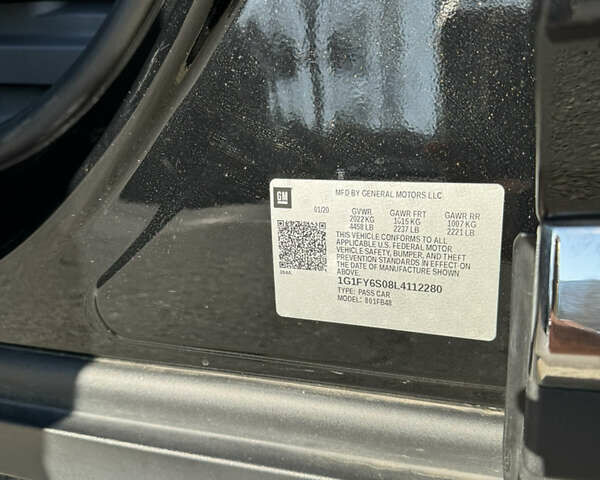 GM
MFD BY GENERAL MOTORS LLC
01/20 GVWR GAWR FRT GAWR RR
2022 KG 1015 KG 1007 KG
4458 LB 2237 LB 2221 LB
THIS VEHICLE CONFORMS TO ALL
APPLICABLE U.S. FEDERAL MOTOR
VEHICLE SAFETY, BUMPER, AND THEFT
PREVENTION STANDARDS IN EFFECT ON
THE DATE OF MANUFACTURE SHOWN
ABOVE.
1G1FY6S08L4112280
TYPE: PASS CAR
MODEL: 801FB48